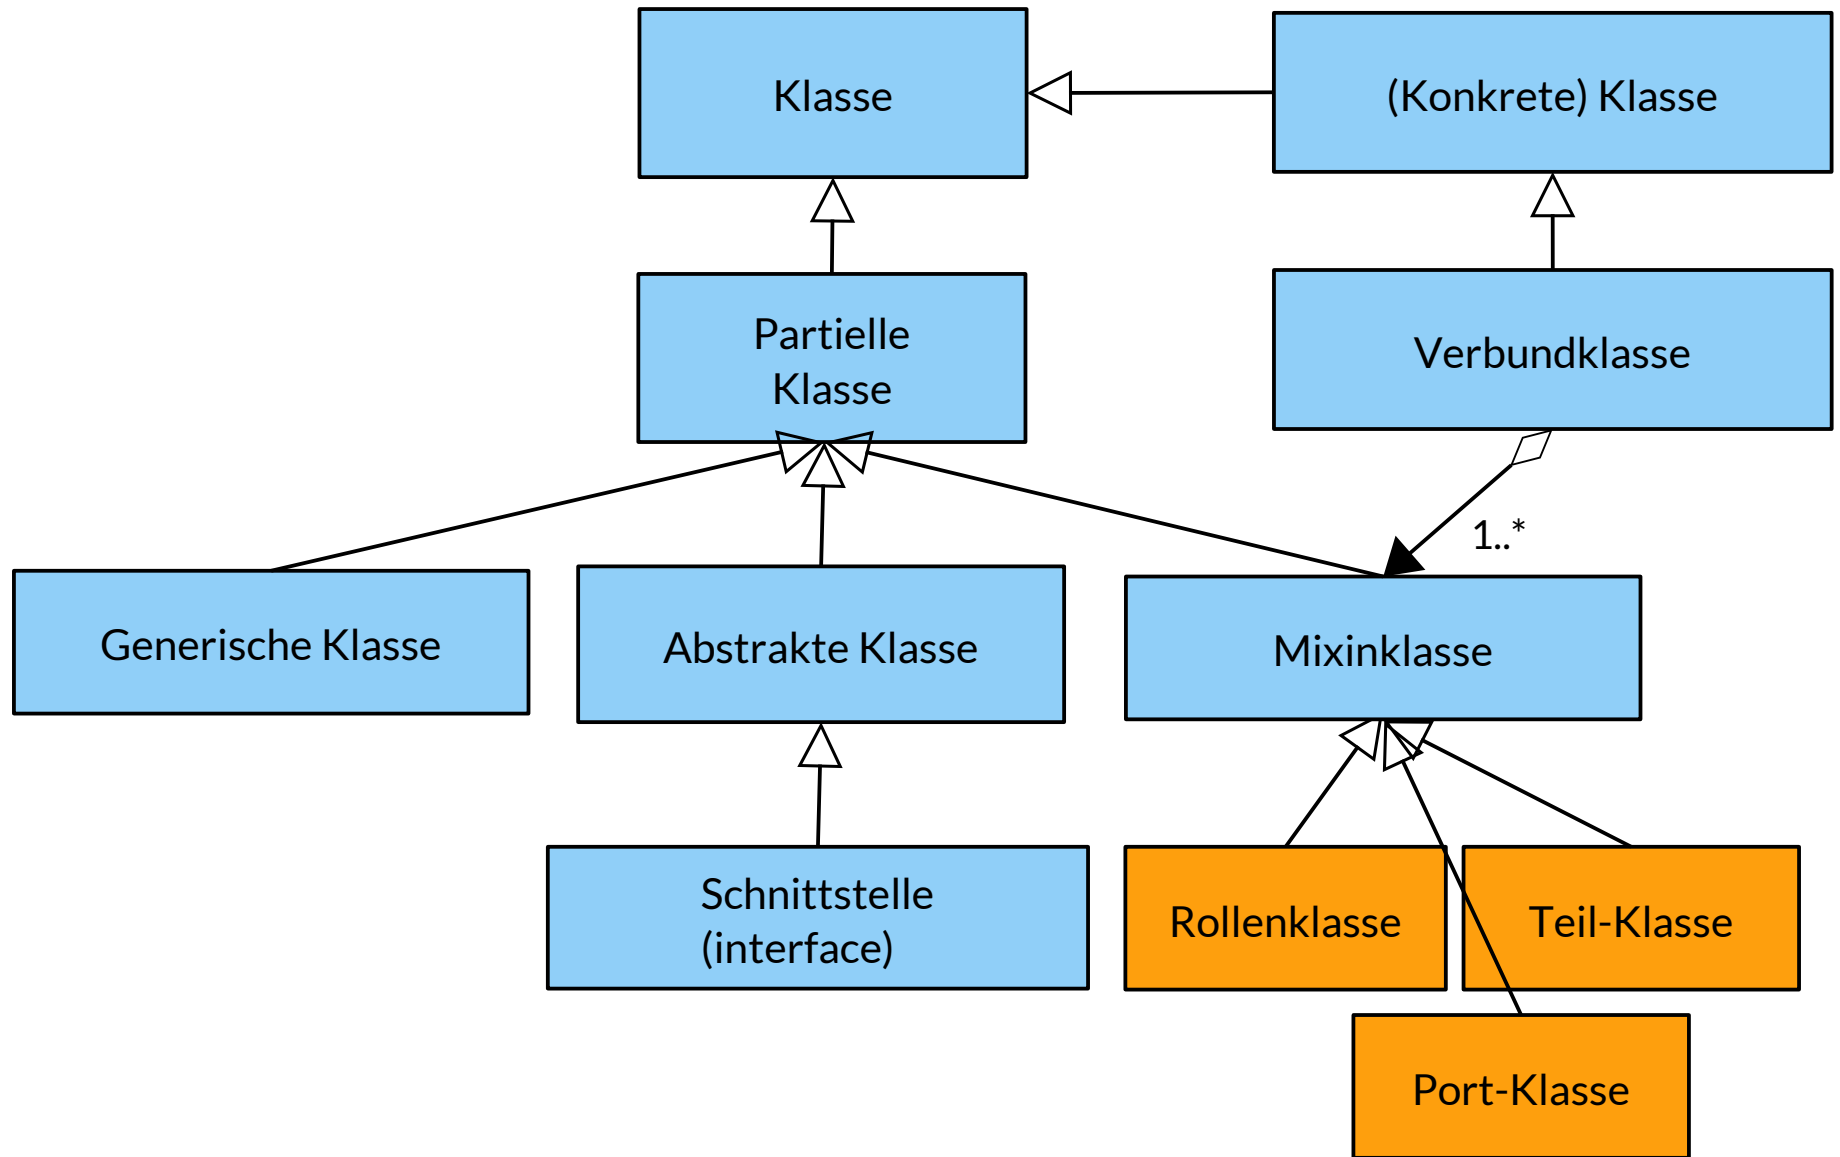 Klasse
(Konkrete) Klasse
Partielle
Klasse
Verbundklasse
1..*
Generische Klasse
Abstrakte Klasse
Mixinklasse
Schnittstelle
(interface)
Rollenklasse
Teil-Klasse
Port-Klasse